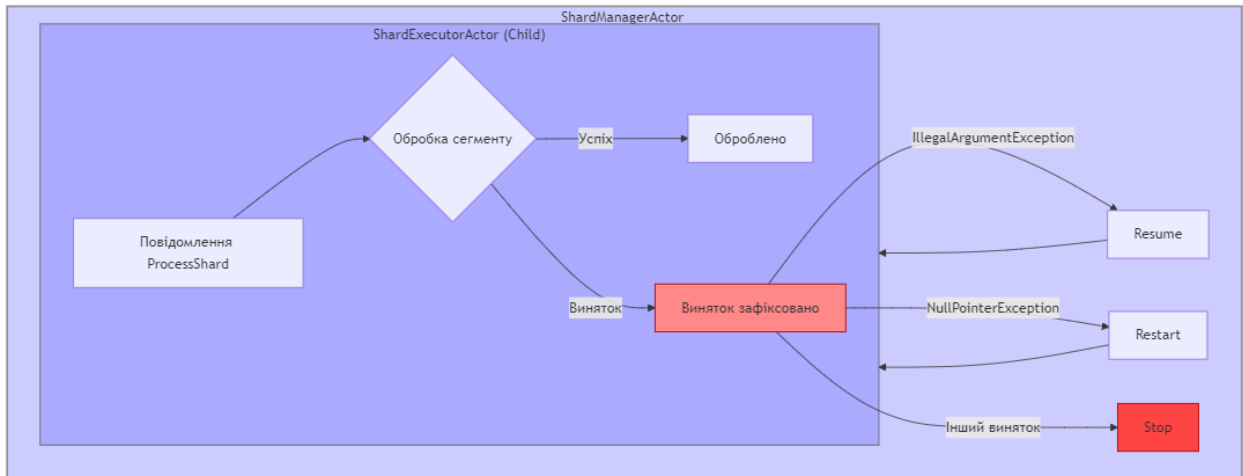 ShardManagerActor
ShardExecutorActor (Child)
Обробка сегменту
Успіх
Оброблено
IllegalArgumentException
Повідомлення
ProcessShard
Resume
Виняток
Виняток зафіксовано
NullPointerException
Restart
Інший виняток
Stop